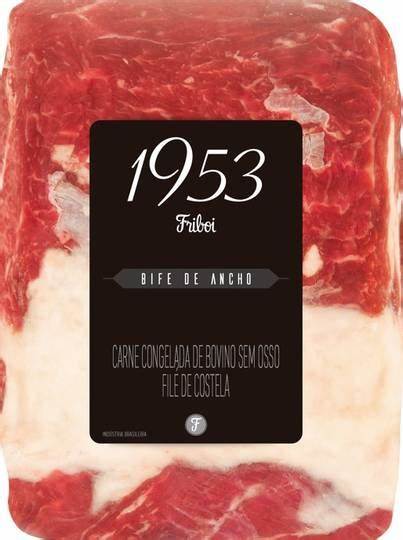 1953
Friboi
BIFE DE ANCHO
CARNE CONGELADA DE BOVINO SEM OSSO
FILÉ DE COSTELA
F
INDÚSTRIA BRASILEIRA